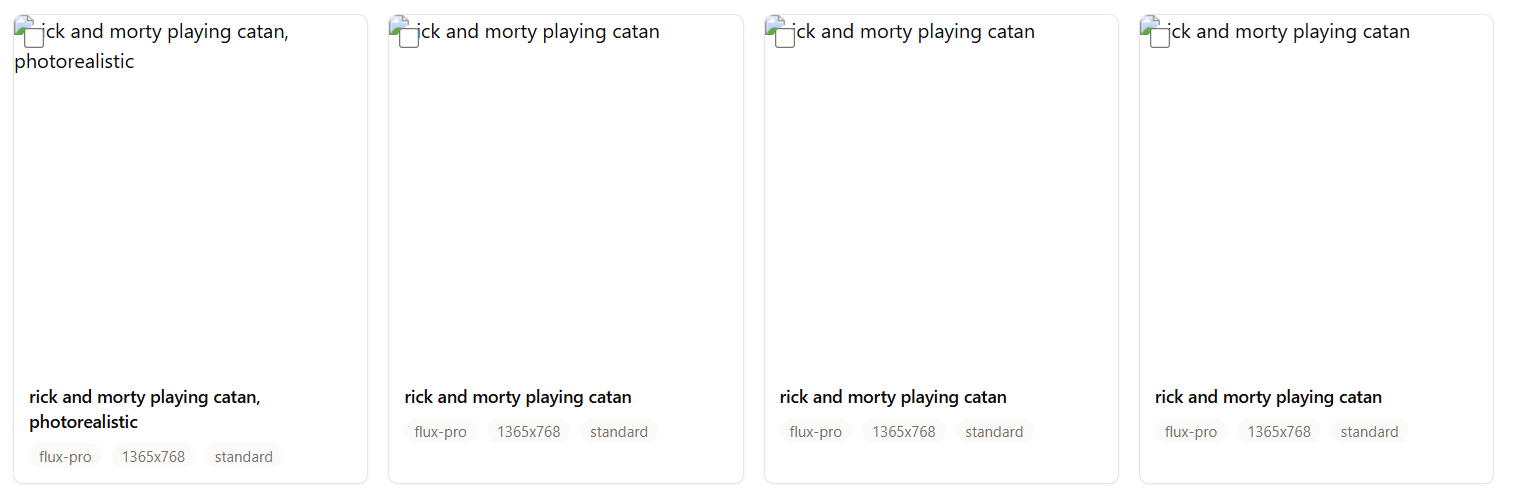 ick and morty playing catan,
photorealistic
ick and morty playing catan
ick and morty playing catan
ick and morty playing catan
rick and morty playing catan,
photorealistic
flux-pro 1365x768 standard
rick and morty playing catan
flux-pro 1365x768 standard
rick and morty playing catan
flux-pro 1365x768 standard
rick and morty playing catan
flux-pro 1365x768 standard